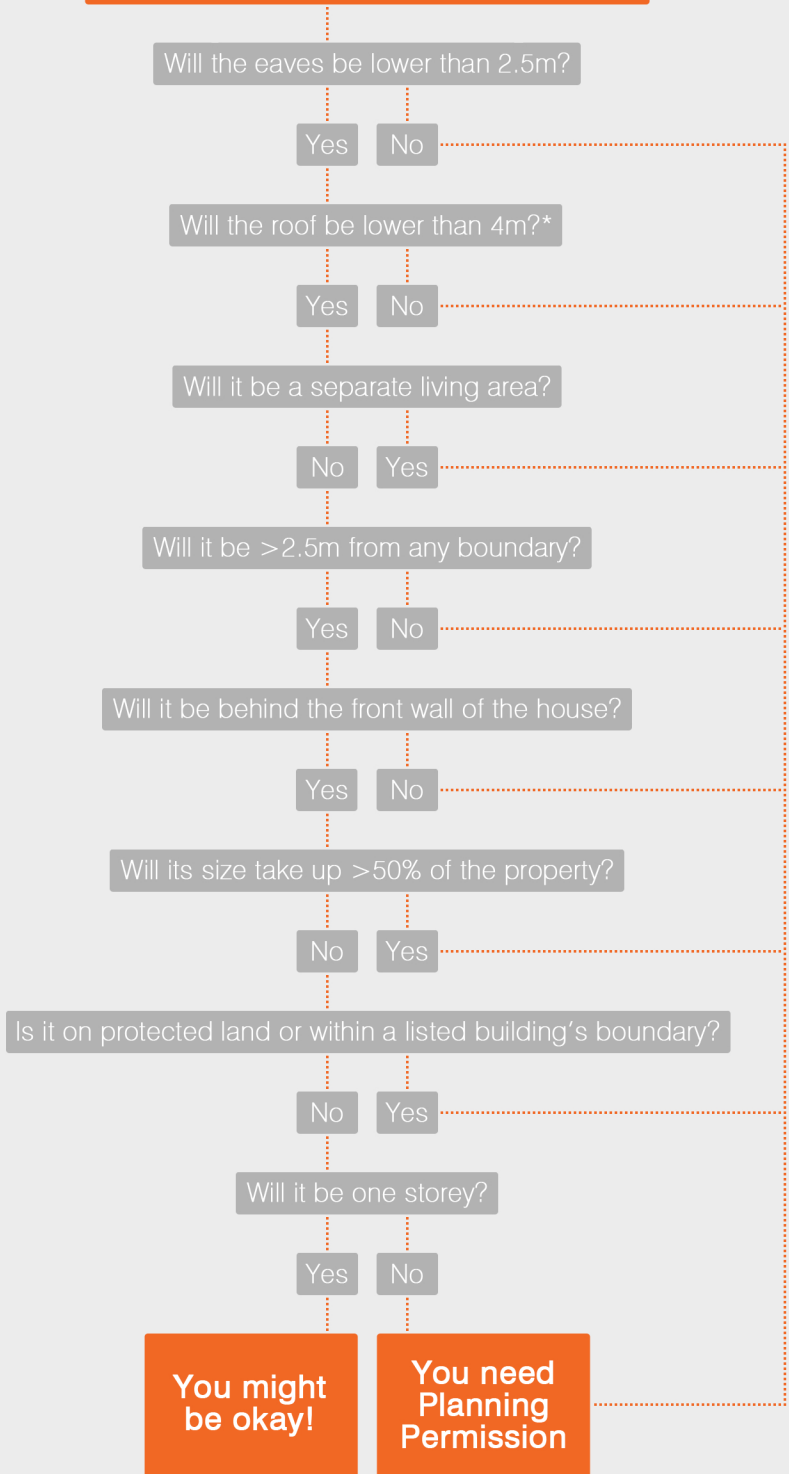 Will the eaves be lower than 2.5m?
Yes No
Will the roof be lower than 4m?*
Yes No
Will it be a separate living area?
No Yes
Will it be >2.5m from any boundary?
Yes No
Will it be behind the front wall of the house?
Yes No
Will its size take up >50% of the property?
No Yes
Is it on protected land or within a listed building's boundary?
No Yes
Will it be one storey?
Yes No
You might
be okay!
You need
Planning
Permission